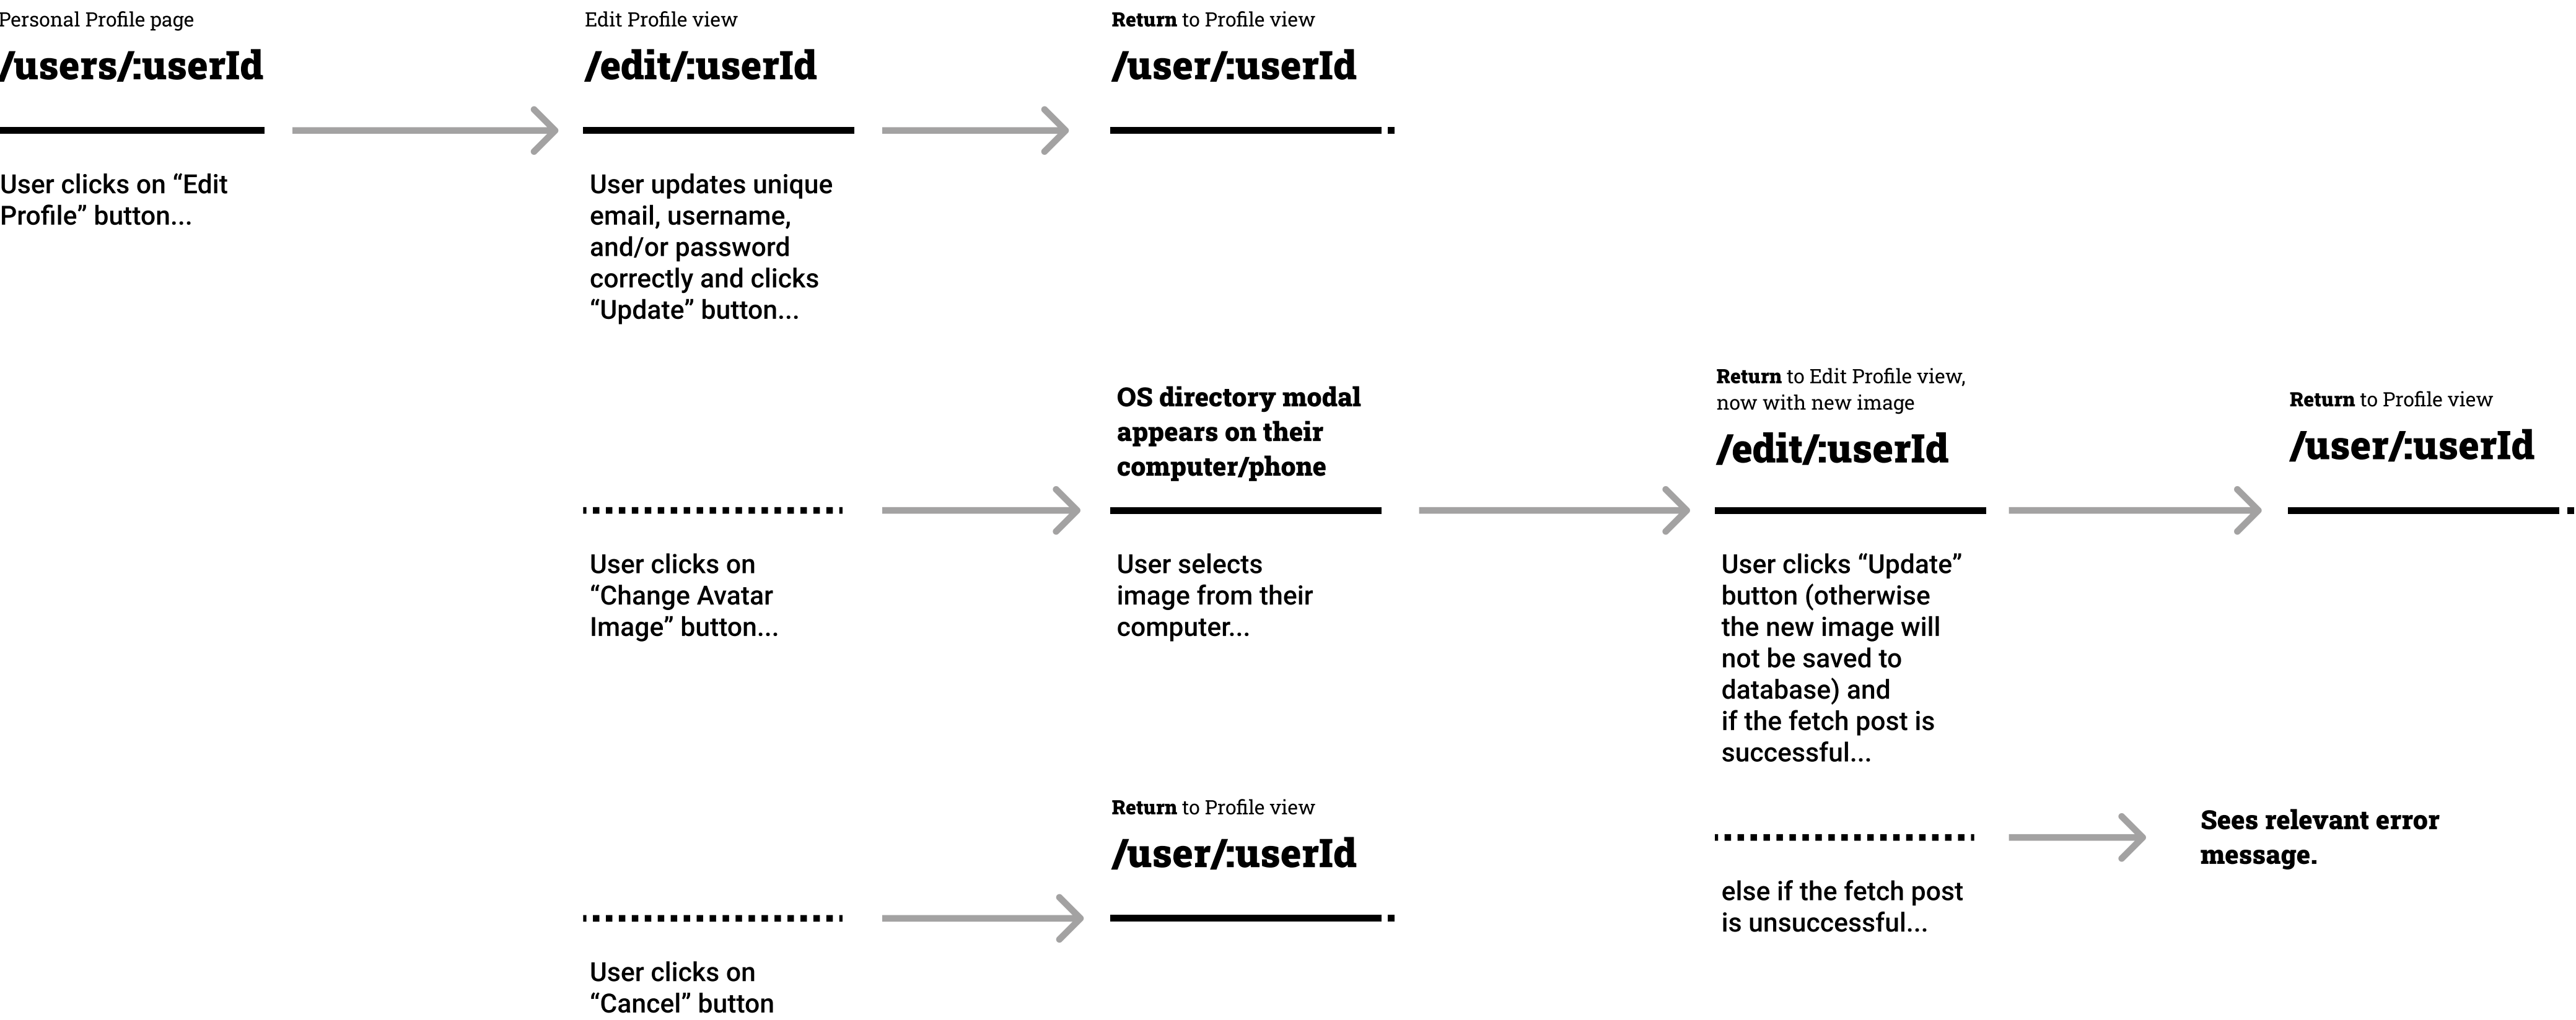 Personal Profile page
/users/:userId
User clicks on “Edit
Profile” button...
Edit Profile view
/edit/:userId
User updates unique
email, username,
and/or password
correctly and clicks
“Update” button...
Return to Profile view
/user/:userId
User clicks on
“Change Avatar
Image” button...
OS directory modal
appears on their
computer/phone
User selects
image from their
computer...
Return to Edit Profile view,
now with new image
/edit/:userId
User clicks “Update”
button (otherwise
the new image will
not be saved to
database) and
if the fetch post is
successful...
Return to Profile view
/user/:userId
else if the fetch post
is unsuccessful...
Sees relevant error
message.
User clicks on
“Cancel” button
Return to Profile view
/user/:userId